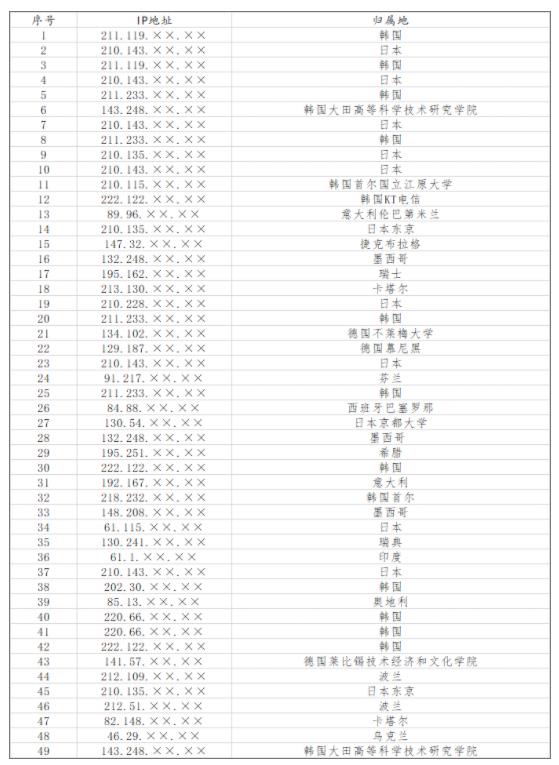 序号 IP地址 归属地
1 211.119.××.×× 韩国
2 210.143.××.×× 日本
3 211.119.××.×× 韩国
4 210.143.××.×× 日本
5 211.233.××.×× 韩国
6 143.248.××.×× 韩国大田高等科学技术研究学院
7 210.143.××.×× 日本
8 211.233.××.×× 韩国
9 210.135.××.×× 日本
10 210.143.××.×× 日本
11 210.115.××.×× 韩国首尔国立江原大学
12 222.122.××.×× 韩国KT电信
13 89.96.××.×× 意大利伦巴第米兰
14 210.135.××.×× 日本东京
15 147.32.××.×× 捷克布拉格
16 132.248.××.×× 墨西哥
17 195.162.××.×× 瑞士
18 213.130.××.×× 卡塔尔
19 210.228.××.×× 日本
20 211.233.××.×× 韩国
21 134.102.××.×× 德国不莱梅大学
22 129.187.××.×× 德国慕尼黑
23 210.143.××.×× 日本
24 91.217.××.×× 芬兰
25 211.233.××.×× 韩国
26 84.88.××.×× 西班牙巴塞罗那
27 130.54.××.×× 日本京都大学
28 132.248.××.×× 墨西哥
29 195.251.××.×× 希腊
30 222.122.××.×× 韩国
31 192.167.××.×× 意大利
32 218.232.××.×× 韩国首尔
33 148.208.××.×× 墨西哥
34 61.115.××.×× 日本
35 130.241.××.×× 瑞典
36 61.1.××.×× 印度
37 210.143.××.×× 日本
38 202.30.××.×× 韩国
39 85.13.××.×× 奥地利
40 220.66.××.×× 韩国
41 220.66.××.×× 韩国
42 222.122.××.×× 韩国
43 141.57.××.×× 德国莱比锡技术经济和文化学院
44 212.109.××.×× 波兰
45 210.135.××.×× 日本东京
46 212.51.××.×× 波兰
47 82.148.××.×× 卡塔尔
48 46.29.××.×× 乌克兰
49 143.248.××.×× 韩国大田高等科学技术研究学院